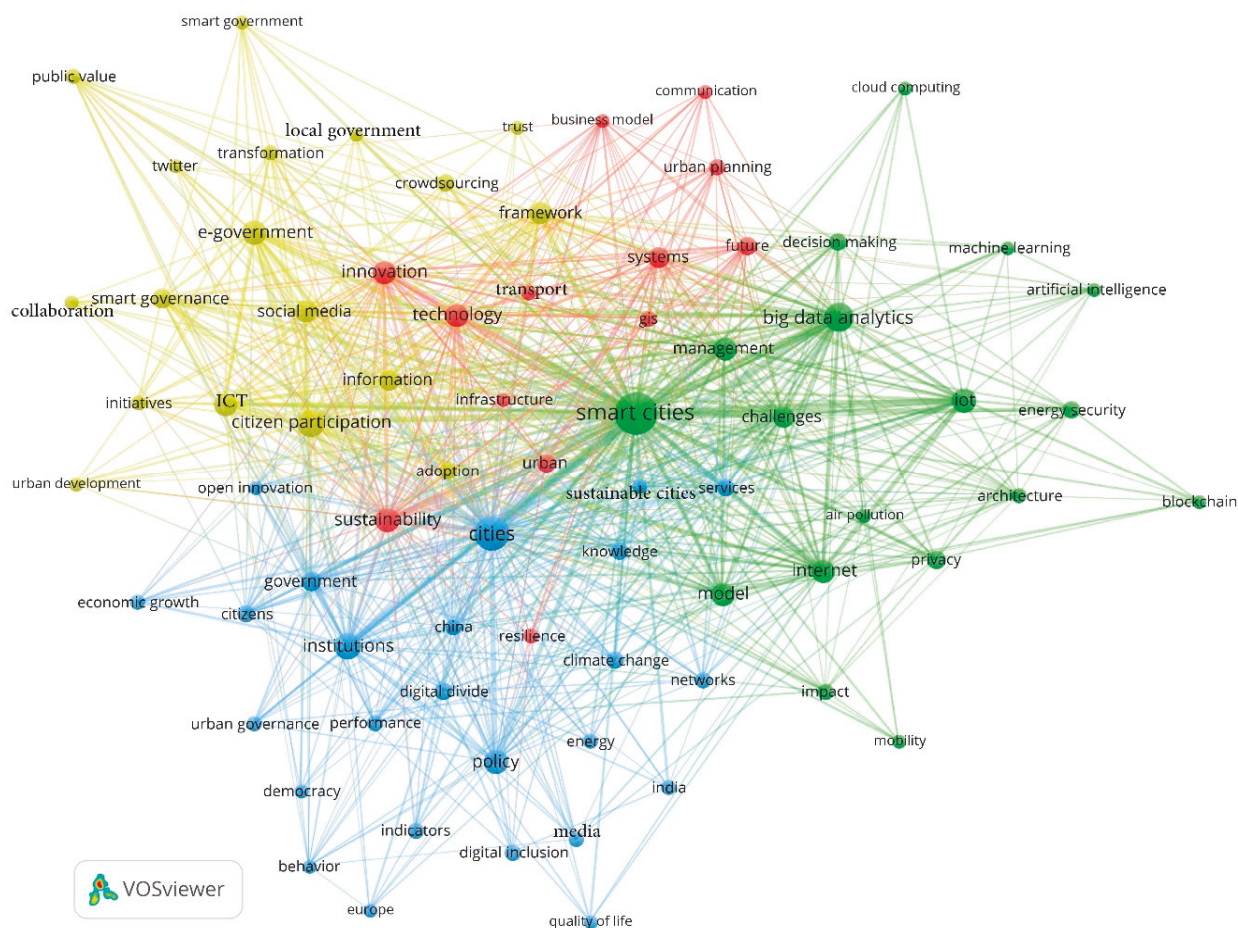 smart government
public value
communication
cloud computing
business model
trust
local government
transformation
twitter
urban planning
crowdsourcing
framework
e-government
decision making
future
machine learning
systems
innovation
artificial intelligence
transport
smart governance
collaboration
social media
technology
gis
big data analytics
management
information
infrastructure
ICT
initiatives
citizen participation
smart cities
challenges
iot
energy security
adoption
urban
urban development
open innovation
sustainable cities
services
architecture
blockchain
air pollution
sustainability
cities
knowledge
privacy
internet
government
model
economic growth
citizens
china
resilience
institutions
climate change
networks
digital divide
impact
urban governance
performance
energy
mobility
policy
democracy
india
indicators
media
digital inclusion
behavior
VOSviewer
europe
quality of life